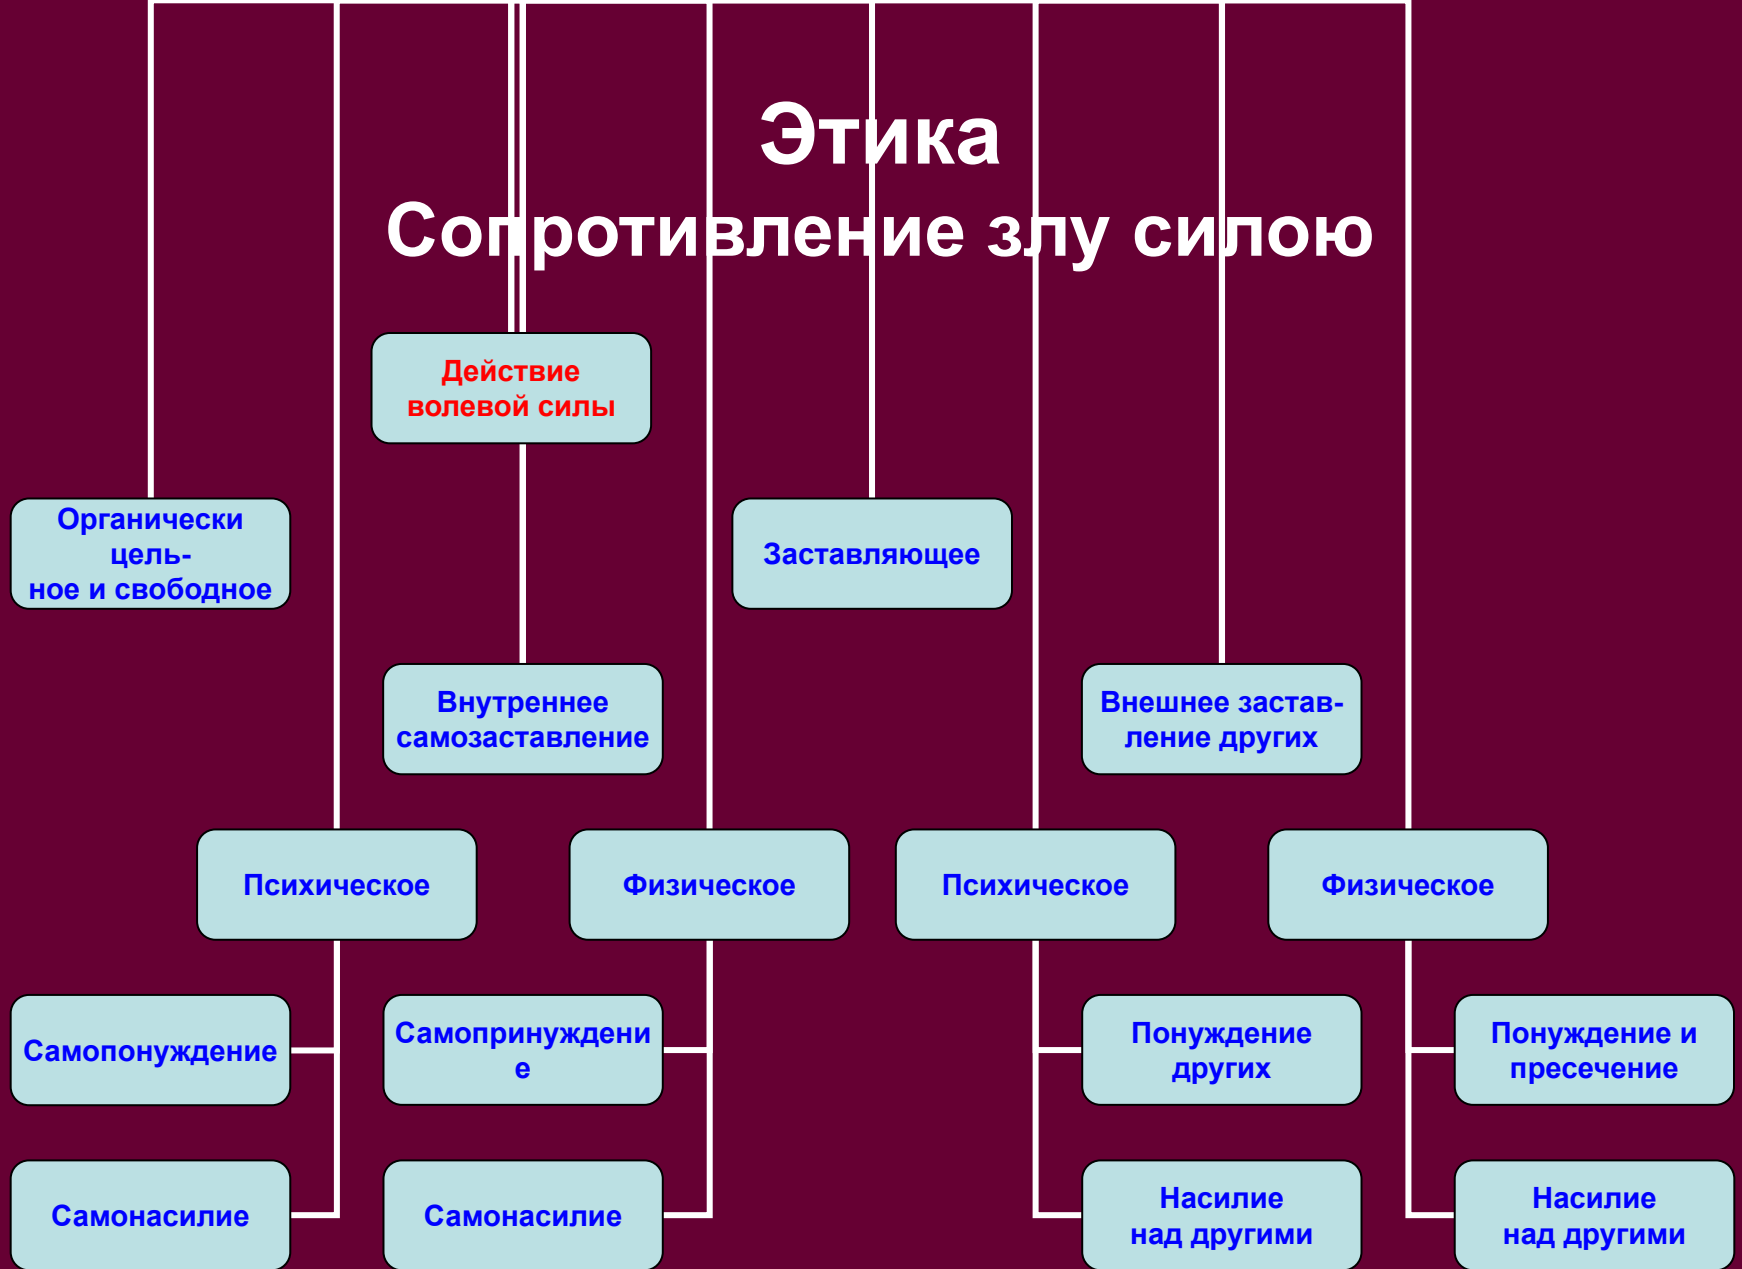 Этика
Сопротивление злу силою
Действие
волевой силы
Органически
цель-
ное и свободное
Заставляющее
Внутреннее
самозаставление
Внешнее застав-
ление других
Психическое
Физическое
Психическое
Физическое
Самопонуждение
Самопринуждени
е
Понуждение
других
Понуждение и
пресечение
Самонасилие
Самонасилие
Насилие
над другими
Насилие
над другими